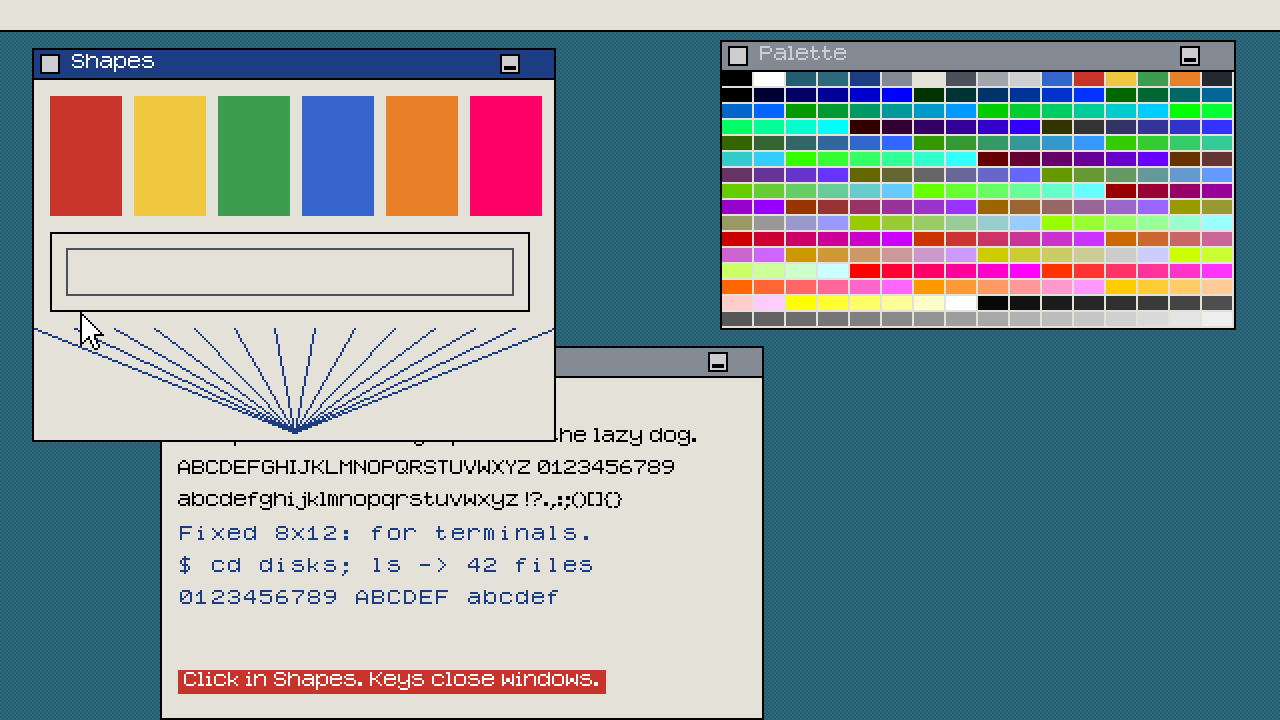 Shapes
Palette
he lazy dog.
ABCDEFGHIJKLMNOPQRSTUVWXYZ 0123456789
abcdefghijklmnopqrstuvwxyz !?.,:;()[]{}
Fixed 8x12: for terminals.
$ cd disks; ls -> 42 files
0123456789 ABCDEF abcdef
Click in Shapes. Keys close windows.